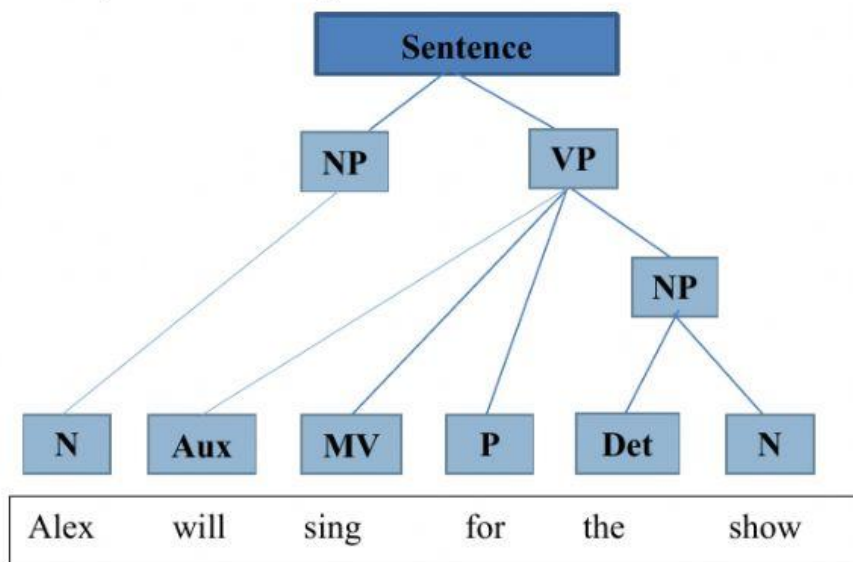 Sentence
NP VP
NP
N Aux MV P Det N
Alex will sing for the show